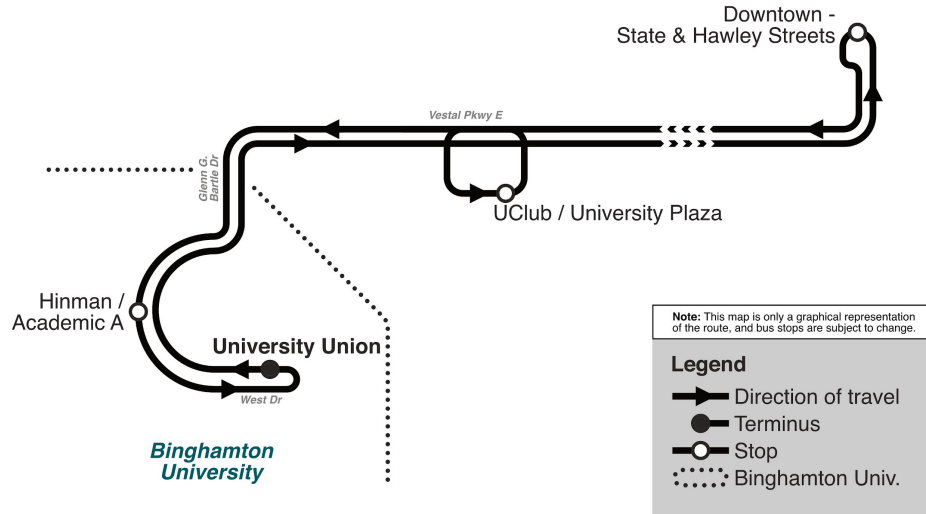 Downtown -
State & Hawley Streets
Vestal Pkwy E
Glenn G.
Bartle Dr
UClub / University Plaza
Hinman /
Academic A
University Union
West Dr
Binghamton
University
Note: This map is only a graphical representation
of the route, and bus stops are subject to change.
Legend
Direction of travel
Terminus
Stop
Binghamton Univ.